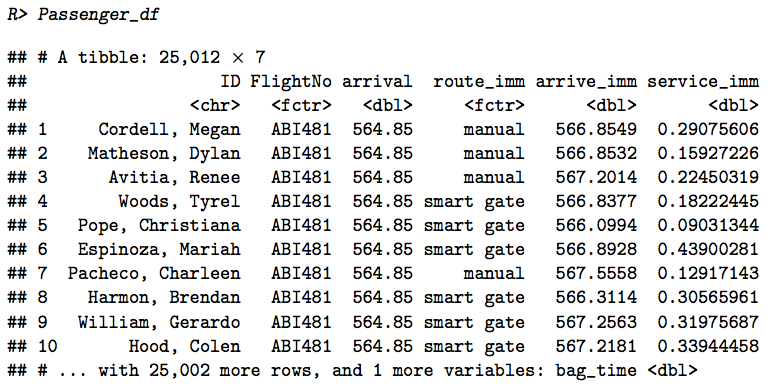 R> Passenger_df
## # A tibble: 25,012 × 7
## ID FlightNo arrival route_imm arrive_imm service_imm
## <chr> <fctr> <dbl> <fctr> <dbl> <dbl>
## 1 Cordell, Megan ABI481 564.85 manual 566.8549 0.29075606
## 2 Matheson, Dylan ABI481 564.85 manual 566.8532 0.15927226
## 3 Avitia, Renee ABI481 564.85 manual 567.2014 0.22450319
## 4 Woods, Tyrel ABI481 564.85 smart gate 566.8377 0.18222445
## 5 Pope, Christiana ABI481 564.85 smart gate 566.0994 0.09031344
## 6 Espinoza, Mariah ABI481 564.85 smart gate 566.8928 0.43900281
## 7 Pacheco, Charleen ABI481 564.85 manual 567.5558 0.12917143
## 8 Harmon, Brendan ABI481 564.85 smart gate 566.3114 0.30565961
## 9 William, Gerardo ABI481 564.85 smart gate 567.2563 0.31975687
## 10 Hood, Colen ABI481 564.85 smart gate 567.2181 0.33944458
## # ... with 25,002 more rows, and 1 more variables: bag_time <dbl>